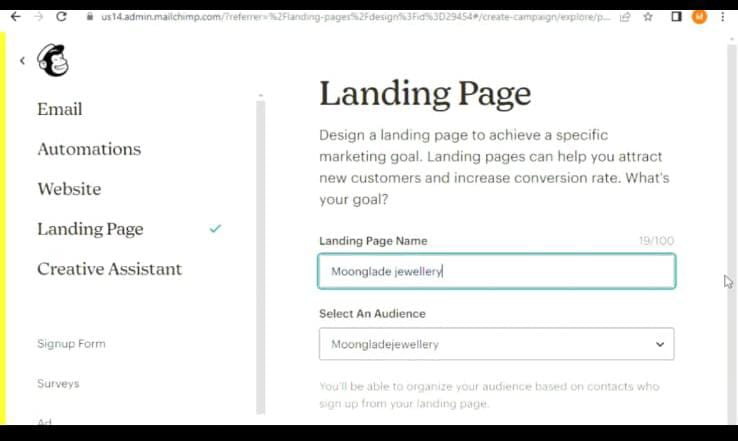 us14.admin.mailchimp.com/?referrer=%2Flanding-pages%2Fdesign%3Fid%3D29454#/create-campaign/explore/p...
M
Email
Automations
Website
Landing Page
Creative Assistant
Signup Form
Surveys
Ad
Landing Page
Design a landing page to achieve a specific
marketing goal. Landing pages can help you attract
new customers and increase conversion rate. What's
your goal?
Landing Page Name 19/100
Moonglade jewellery
Select An Audience
Moongladejewellery
You'll be able to organize your audience based on contacts who
sign up from your landing page.